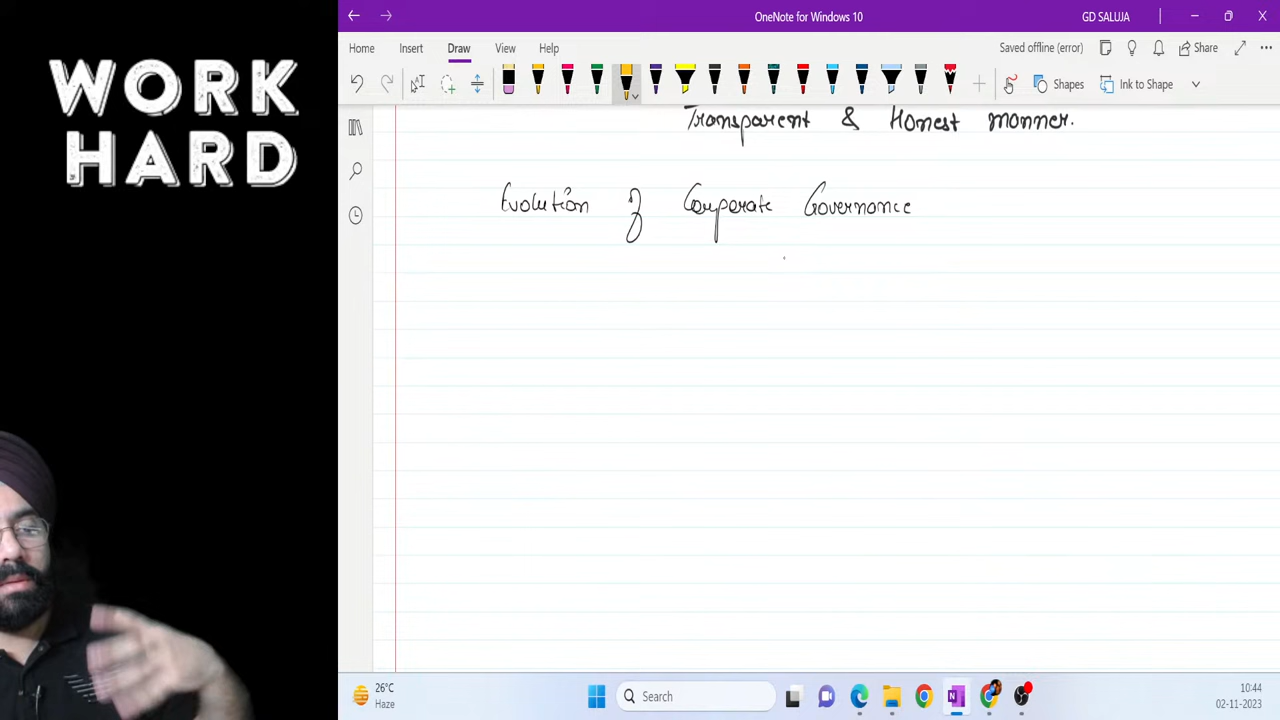 WORK
HARD
OneNote for Windows 10
GD SALUJA
Home Insert Draw View Help
Saved offline (error)
Share
Shapes
Ink to Shape
Transparent & Honest manner.
Evolution of Corporate Governance
26°C
Haze
Search
10:44
02-11-2023